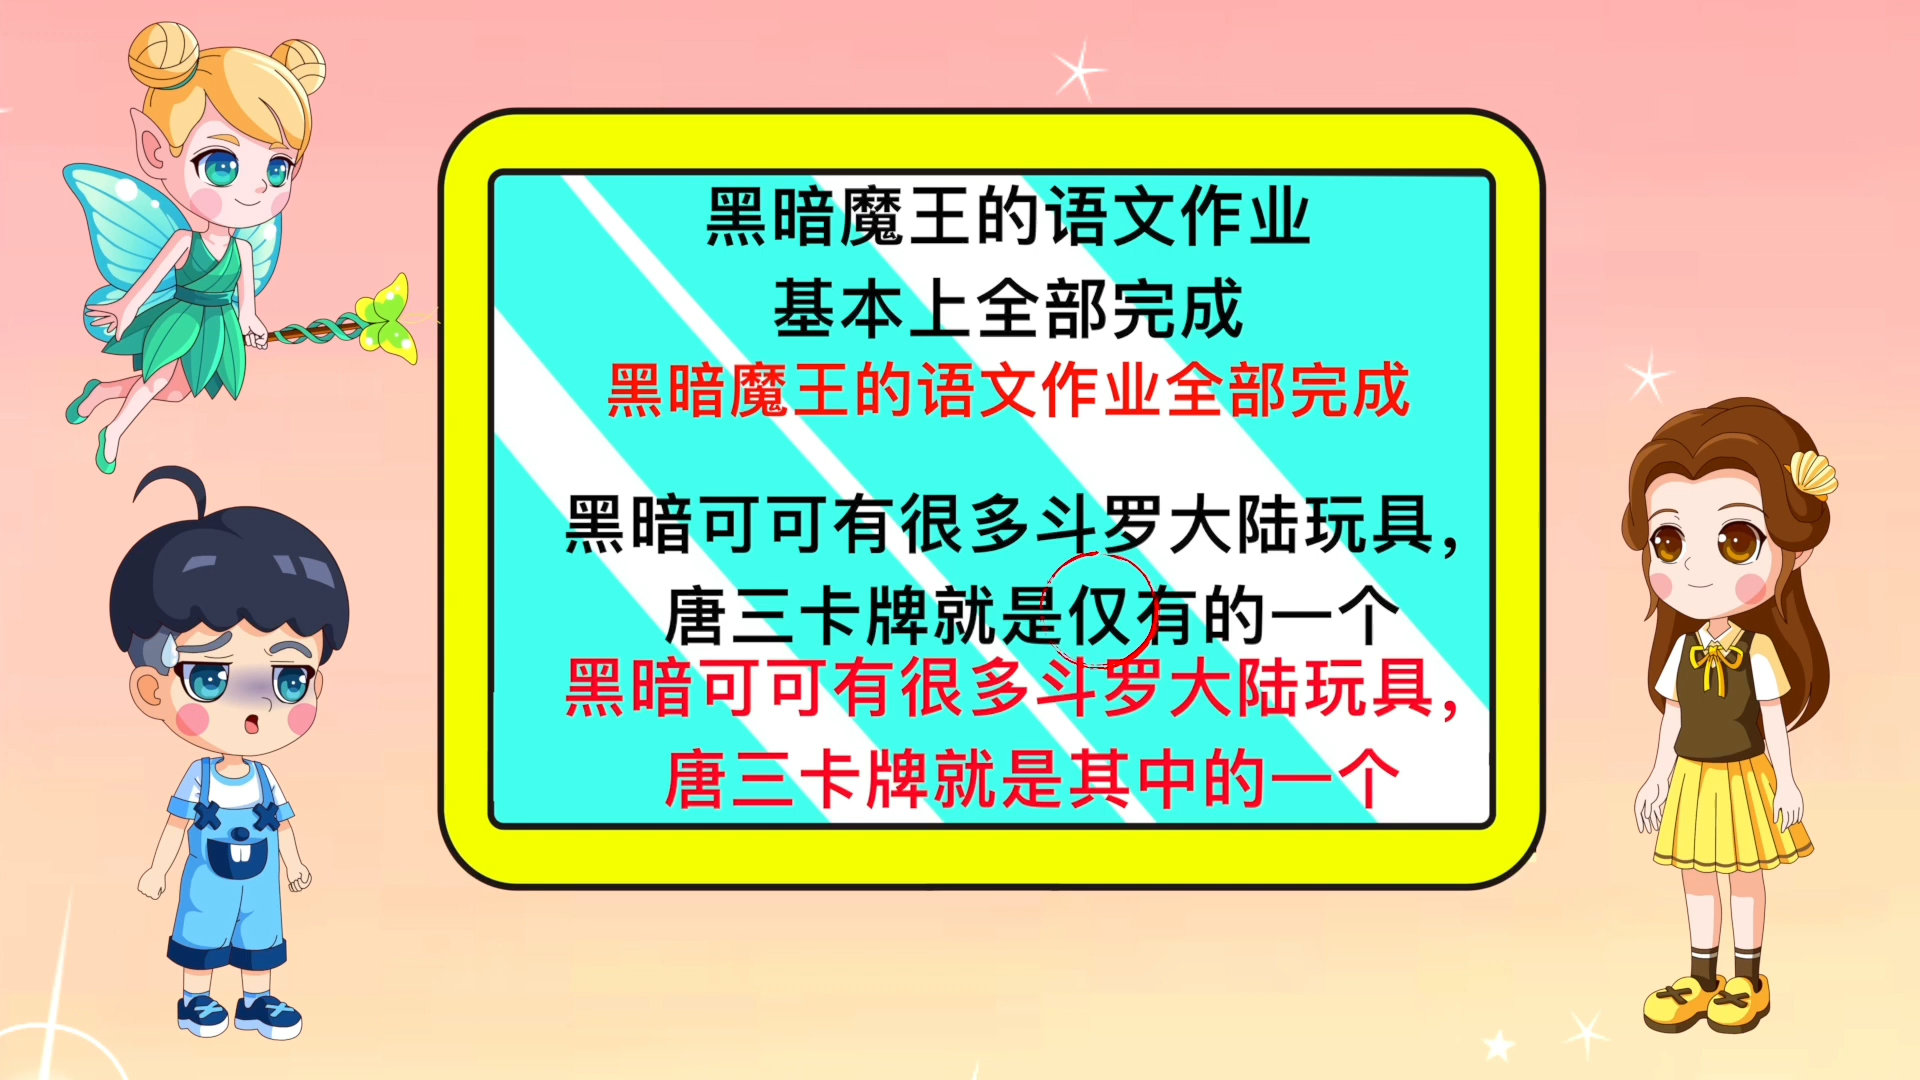 黑暗魔王的语文作业
基本上全部完成
黑暗魔王的语文作业全部完成
黑暗可可有很多斗罗大陆玩具，
唐三卡牌就是仅有的一个
黑暗可可有很多斗罗大陆玩具，
唐三卡牌就是其中的一个